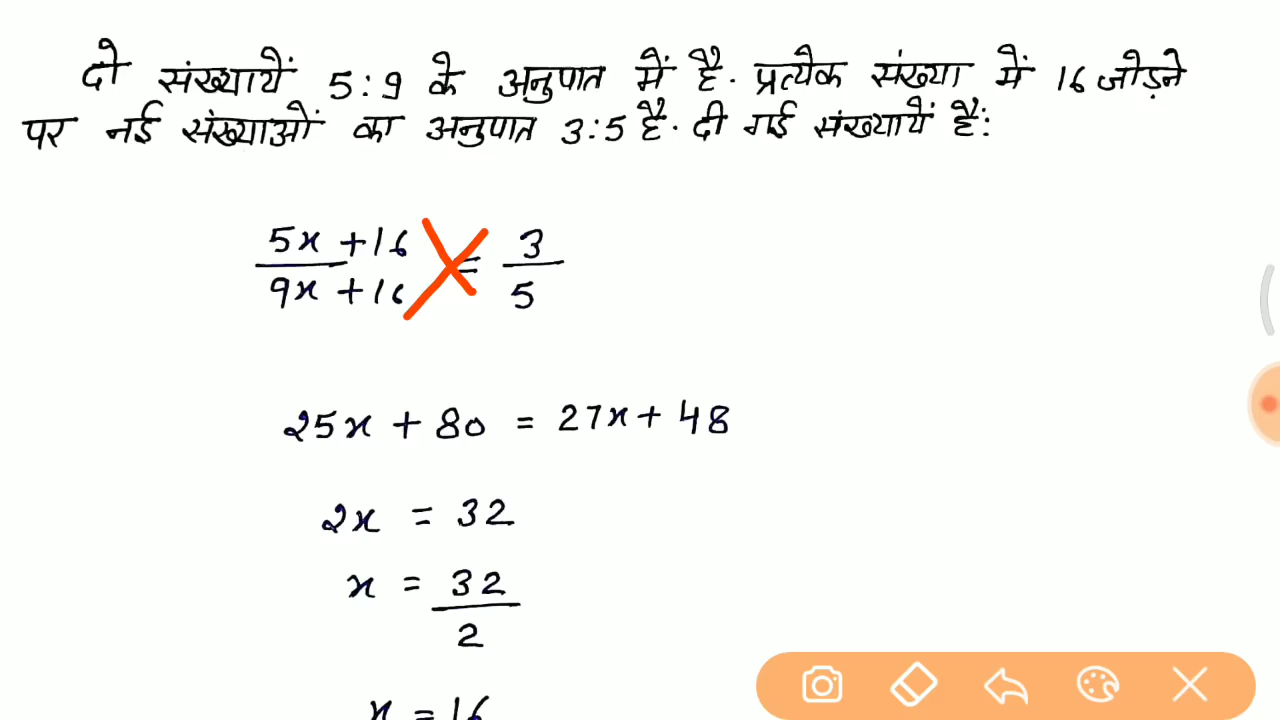 दो संख्यायें 5:9 के अनुपात में है. प्रत्येक संख्या में 16 जोड़ने
पर नई संख्याओं का अनुपात 3:5 है. दी गई संख्यायें है:
5x + 16 = 3
9x + 16 5
25x + 80 = 27x + 48
2x = 32
x = 32
2
x = 16